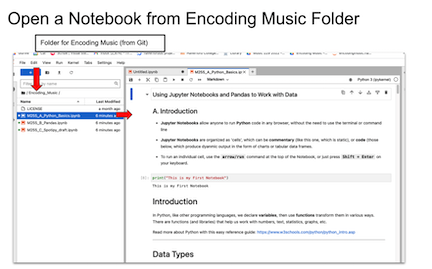 Open a Notebook from Encoding Music Folder
Folder for Encoding Music (from Git)
File Edit View Run Kernel Tabs Settings Help
Untitled.ipynb
M255_A_Python_Basics.ipynb
Markdown
Python 3 (ipykernel)
Filter files by name
/ Encoding_Music /
Name Last Modified
LICENSE a month ago
M255_A_Python_Basics.ipynb 8 minutes ago
M255_B_Pandas.ipynb 8 minutes ago
M255_C_Spotipy_draft.ipynb 8 minutes ago
Using Jupyter Notebooks and Pandas to Work with Data
A. Introduction
Jupyter Notebooks allow anyone to run Python code in any browser, without the need to use the terminal or command
line
Jupyter Notebooks are organized as 'cells', which can be commentary (like this one, which is static), or code (those
below, which produce dynamic output in the form of charts or tabular data frames.
To run an individual cell, use the arrow/run command at the top of the Notebook, or just press Shift + Enter on
your keyboard.
print("This is my First Notebook")
This is my First Notebook
Introduction
In Python, like other programming languages, we declare variables, then use functions transform them in various ways.
There are functions (and libraries) that help us work with numbers, text, statistics, graphs, etc.
Read more about Python with this easy reference guide: https://www.w3schools.com/python/python_intro.asp
Data Types